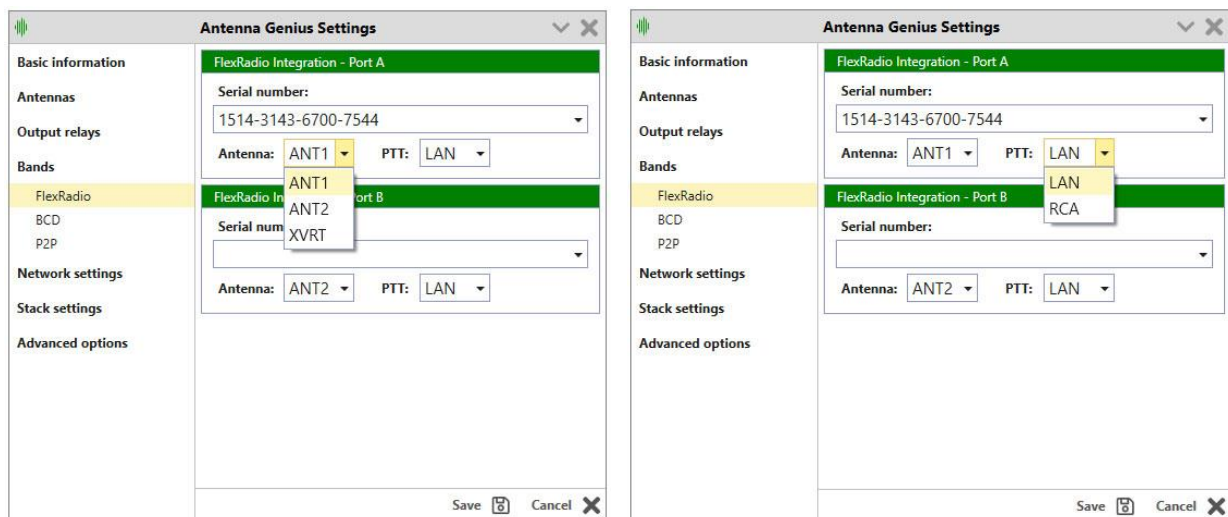 Antenna Genius Settings
Basic information
Antennas
Output relays
Bands
FlexRadio
BCD
P2P
Network settings
Stack settings
Advanced options
FlexRadio Integration - Port A
Serial number:
1514-3143-6700-7544
Antenna: ANT1 PTT: LAN
ANT1
ANT2
XVRT
FlexRadio In ort B
Serial num
Antenna: ANT2 PTT: LAN
Save Cancel
Antenna Genius Settings
Basic information
Antennas
Output relays
Bands
FlexRadio
BCD
P2P
Network settings
Stack settings
Advanced options
FlexRadio Integration - Port A
Serial number:
1514-3143-6700-7544
Antenna: ANT1 PTT: LAN
LAN
RCA
FlexRadio Integration - Port B
Serial number:
Antenna: ANT2 PTT: LAN
Save Cancel